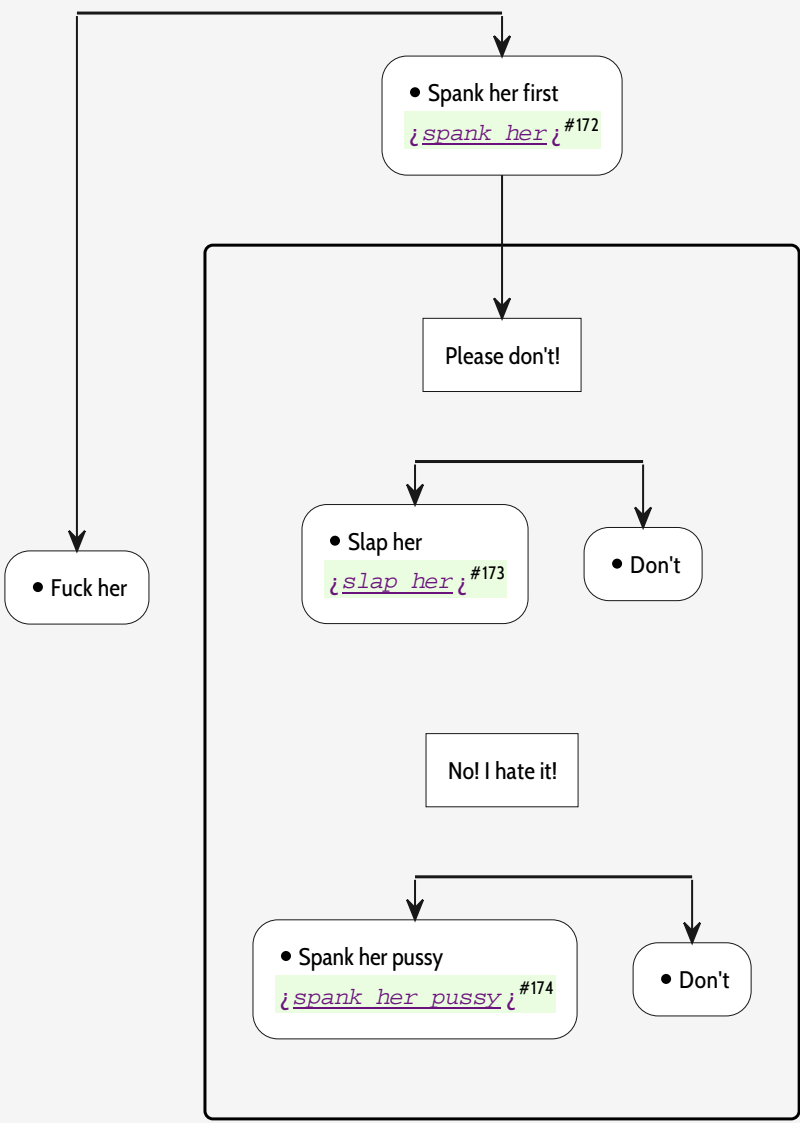 • Spank her first
¿spank her¿#172
Please don't!
• Slap her
¿slap her¿#173
• Don't
• Fuck her
No! I hate it!
• Spank her pussy
¿spank her pussy¿#174
• Don't